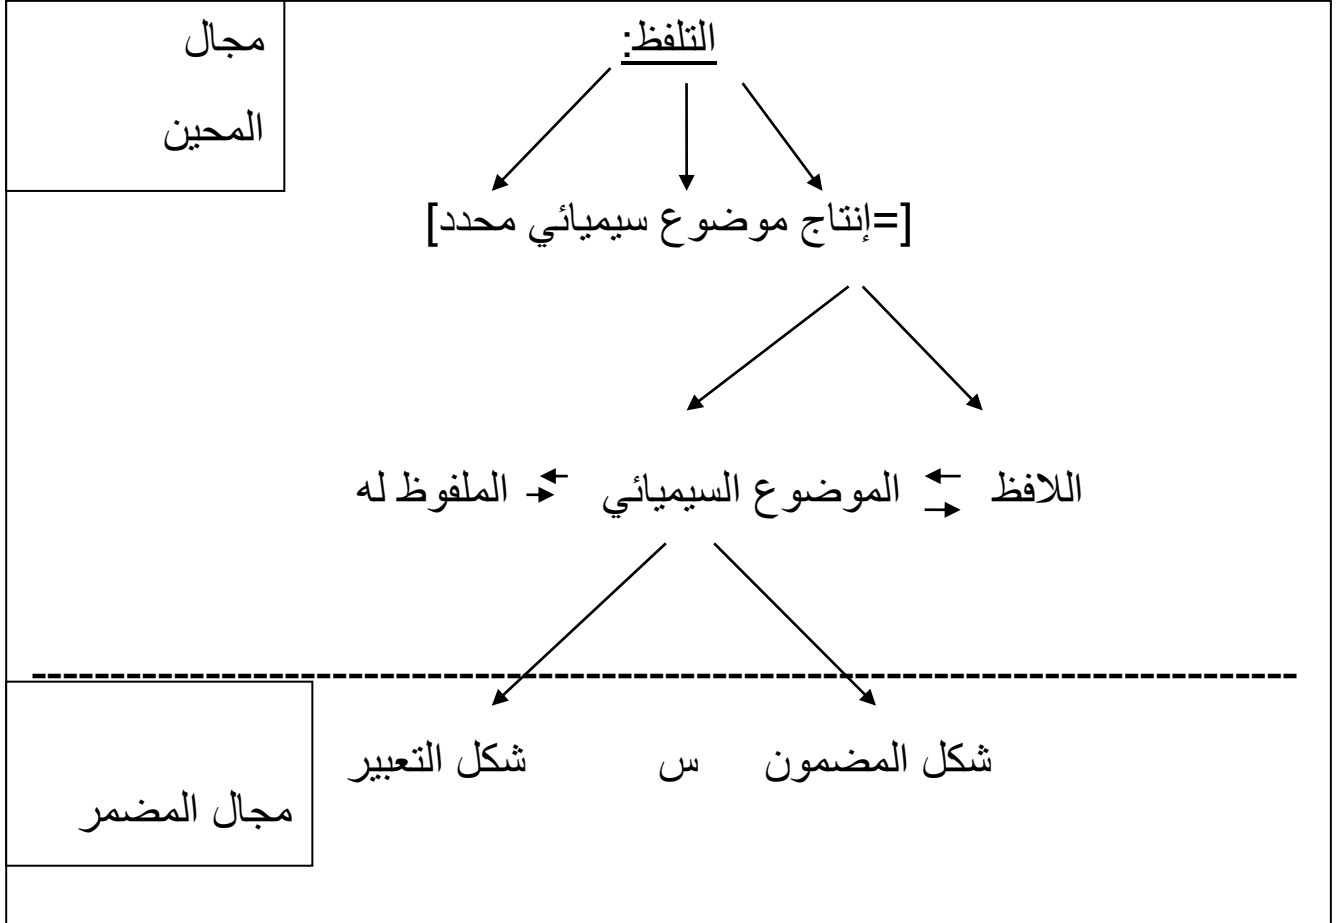 التلفظ:
مجال
المحين
[=إنتاج موضوع سيميائي محدد]
اللافظ الموضوع السيميائي الملفوظ له
شكل المضمون س شكل التعبير
مجال المضمر